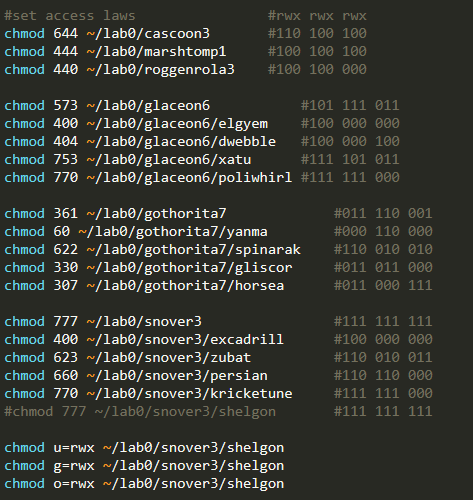 #set access laws #rwx rwx rwx
chmod 644 ~/lab0/cascoon3 #110 100 100
chmod 444 ~/lab0/marshtomp1 #100 100 100
chmod 440 ~/lab0/roggenrola3 #100 100 000
chmod 573 ~/lab0/glaceon6 #101 111 011
chmod 400 ~/lab0/glaceon6/elgyem #100 000 000
chmod 404 ~/lab0/glaceon6/dwebble #100 000 100
chmod 753 ~/lab0/glaceon6/xatu #111 101 011
chmod 770 ~/lab0/glaceon6/poliwhirl #111 111 000
chmod 361 ~/lab0/gothorita7 #011 110 001
chmod 60 ~/lab0/gothorita7/yanma #000 110 000
chmod 622 ~/lab0/gothorita7/spinarak #110 010 010
chmod 330 ~/lab0/gothorita7/gliscor #011 011 000
chmod 307 ~/lab0/gothorita7/horsea #011 000 111
chmod 777 ~/lab0/snover3 #111 111 111
chmod 400 ~/lab0/snover3/excadrill #100 000 000
chmod 623 ~/lab0/snover3/zubat #110 010 011
chmod 660 ~/lab0/snover3/persian #110 110 000
chmod 770 ~/lab0/snover3/kricketune #111 111 000
#chmod 777 ~/lab0/snover3/shelgon #111 111 111
chmod u=rwx ~/lab0/snover3/shelgon
chmod g=rwx ~/lab0/snover3/shelgon
chmod o=rwx ~/lab0/snover3/shelgon